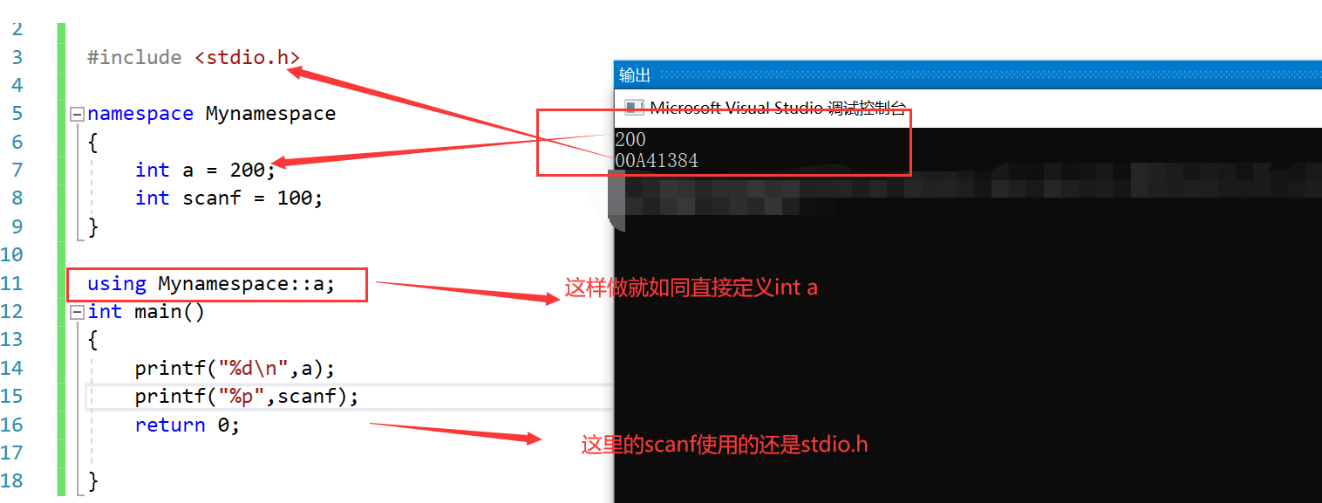 2
3 #include <stdio.h>
4
5 namespace Mynamespace
6 {
7 int a = 200;
8 int scanf = 100;
9 }
10
11 using Mynamespace::a;
12 int main()
13 {
14 printf("%d\n",a);
15 printf("%p",scanf);
16 return 0;
17
18 }
输出
Microsoft Visual Studio 调试控制台
200
00A41384
这样做就如同直接定义int a
这里的scanf使用的还是stdio.h